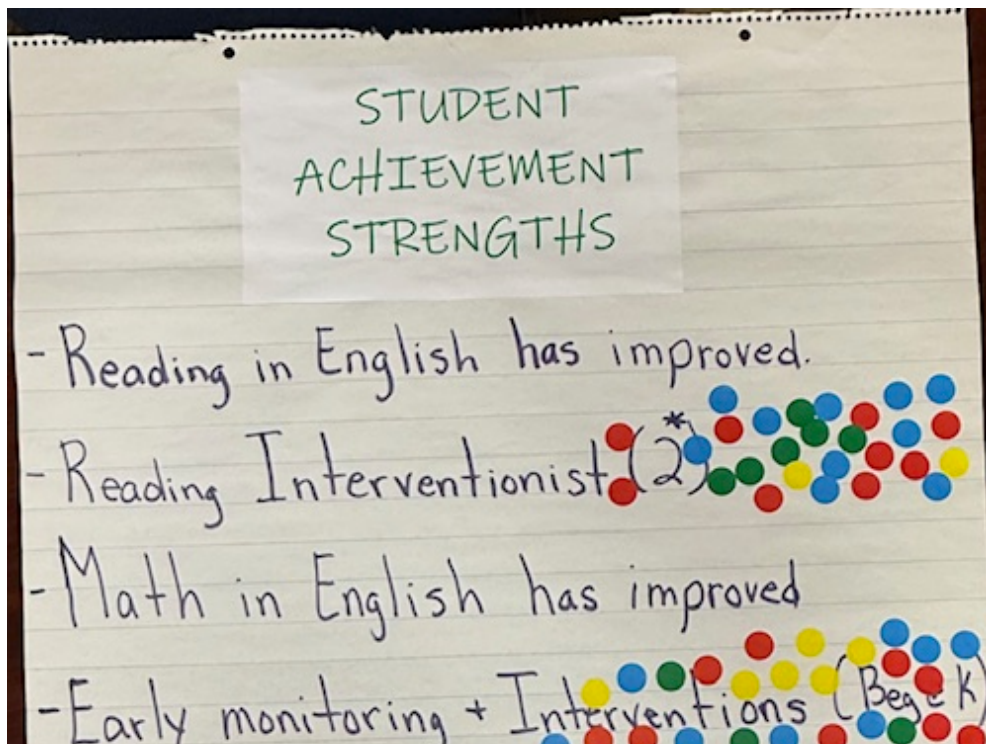 STUDENT
ACHIEVEMENT
STRENGTHS
- Reading in English has improved.
- Reading Interventionist (2*)
- Math in English has improved
- Early monitoring + Interventions (Beg